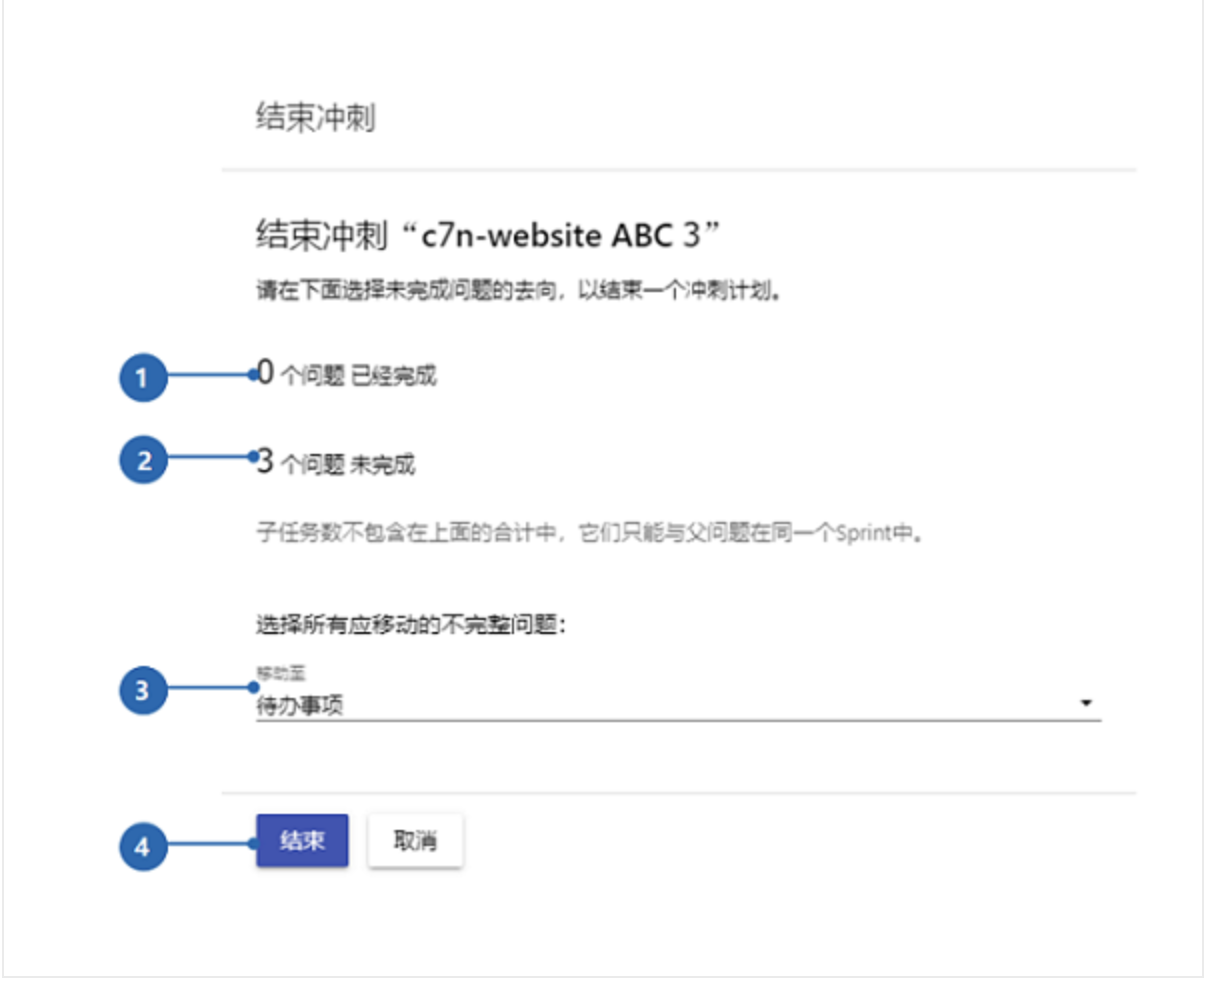 结束冲刺
结束冲刺“c7n-website ABC 3”
请在下面选择未完成问题的去向，以结束一个冲刺计划。
1 0 个问题 已经完成
2 3 个问题 未完成
子任务数不包含在上面的合计中，它们只能与父问题在同一个Sprint中。
选择所有应移动的不完整问题：
移动至
3 待办事项
4 结束 取消